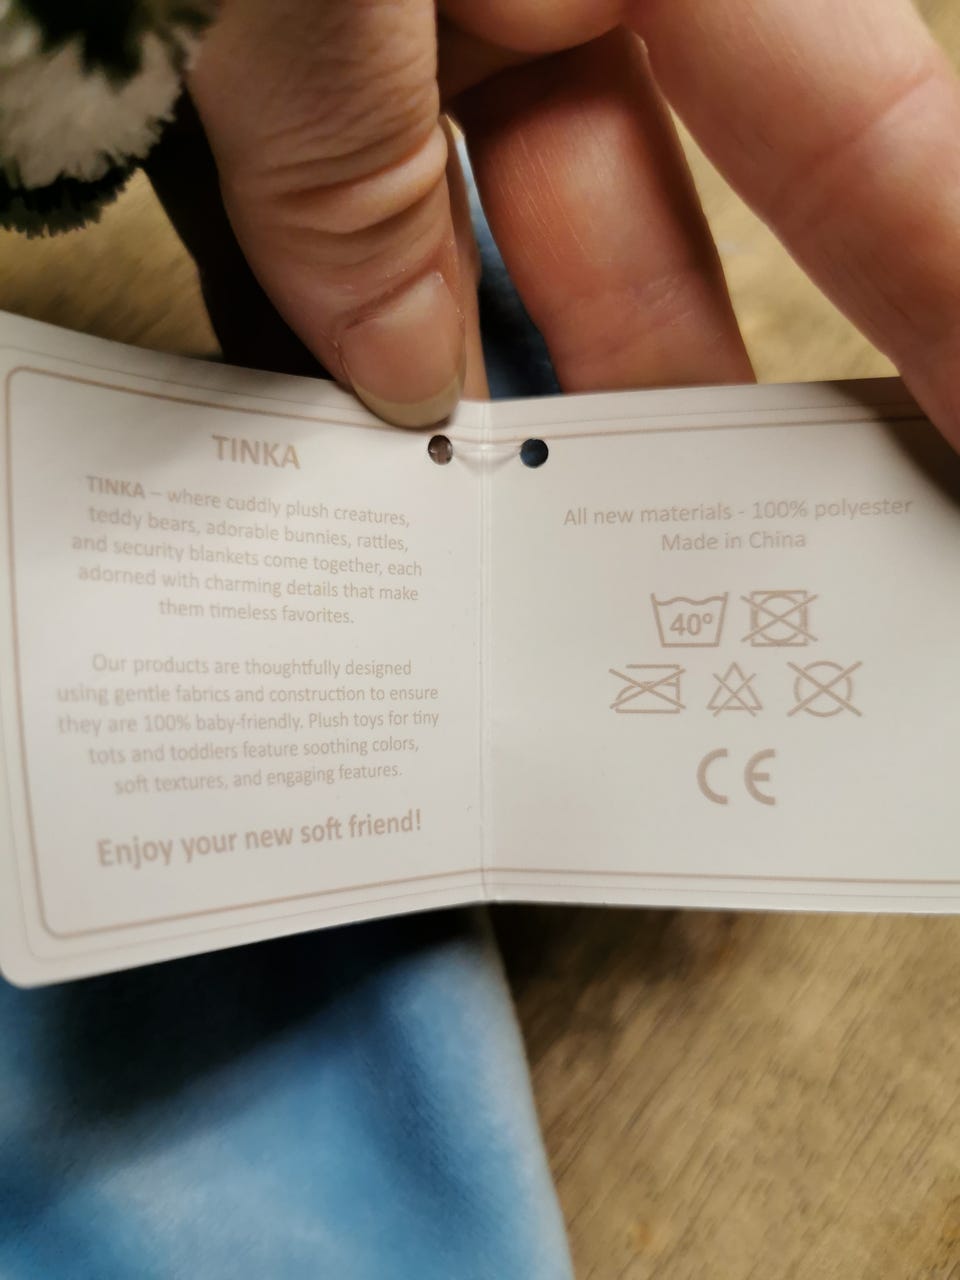 TINKA
TINKA – where cuddly plush creatures,
teddy bears, adorable bunnies, rattles,
and security blankets come together, each
adorned with charming details that make
them timeless favorites.
Our products are thoughtfully designed
using gentle fabrics and construction to ensure
they are 100% baby-friendly. Plush toys for tiny
tots and toddlers feature soothing colors,
soft textures, and engaging features.
Enjoy your new soft friend!
All new materials - 100% polyester
Made in China
40°
CE